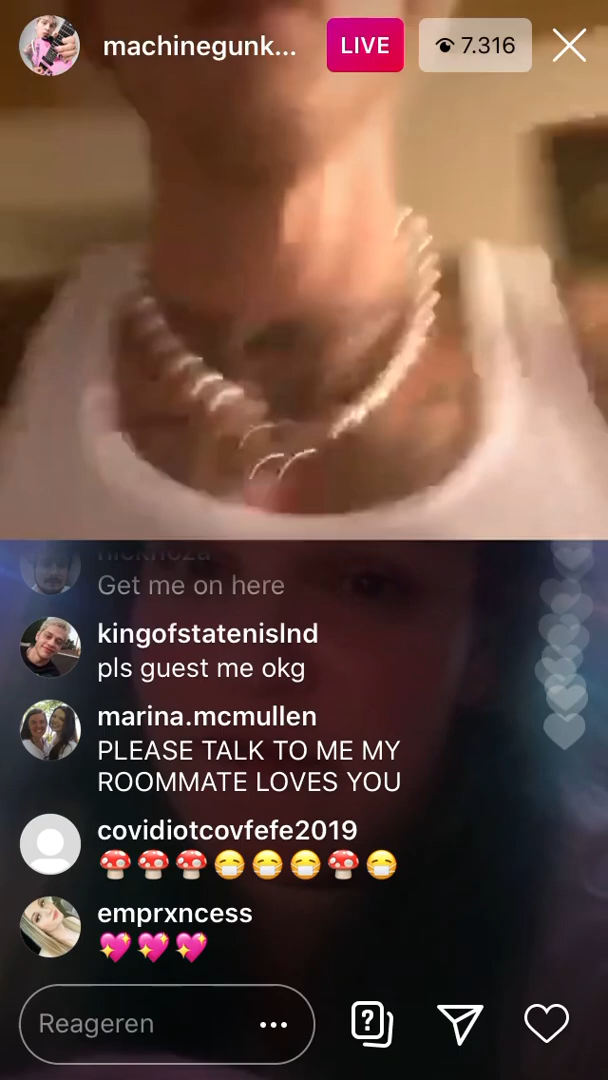 machinegunk...
LIVE
7.316
nickhoza
Get me on here
kingofstatenislnd
pls guest me okg
marina.mcmullen
PLEASE TALK TO ME MY
ROOMMATE LOVES YOU
covidiotcovfefe2019
🍄🍄🍄😷😷😷🍄😷
emprxncess
💖💖💖
Reageren